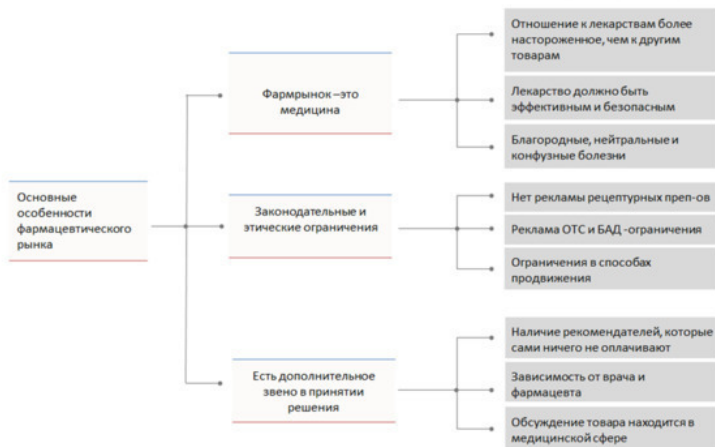 Основные
особенности
фармацевтического
рынка
Фармрынок –это
медицина
Отношение к лекарствам более
настороженное, чем к другим
товарам
Лекарство должно быть
эффективным и безопасным
Благородные, нейтральные и
конфузные болезни
Законодательные и
этические ограничения
Нет рекламы рецептурных преп-ов
Реклама ОТС и БАД -ограничения
Ограничения в способах
продвижения
Есть дополнительное
звено в принятии
решения
Наличие рекомендателей, которые
сами ничего не оплачивают
Зависимость от врача и
фармацевта
Обсуждение товара находится в
медицинской сфере